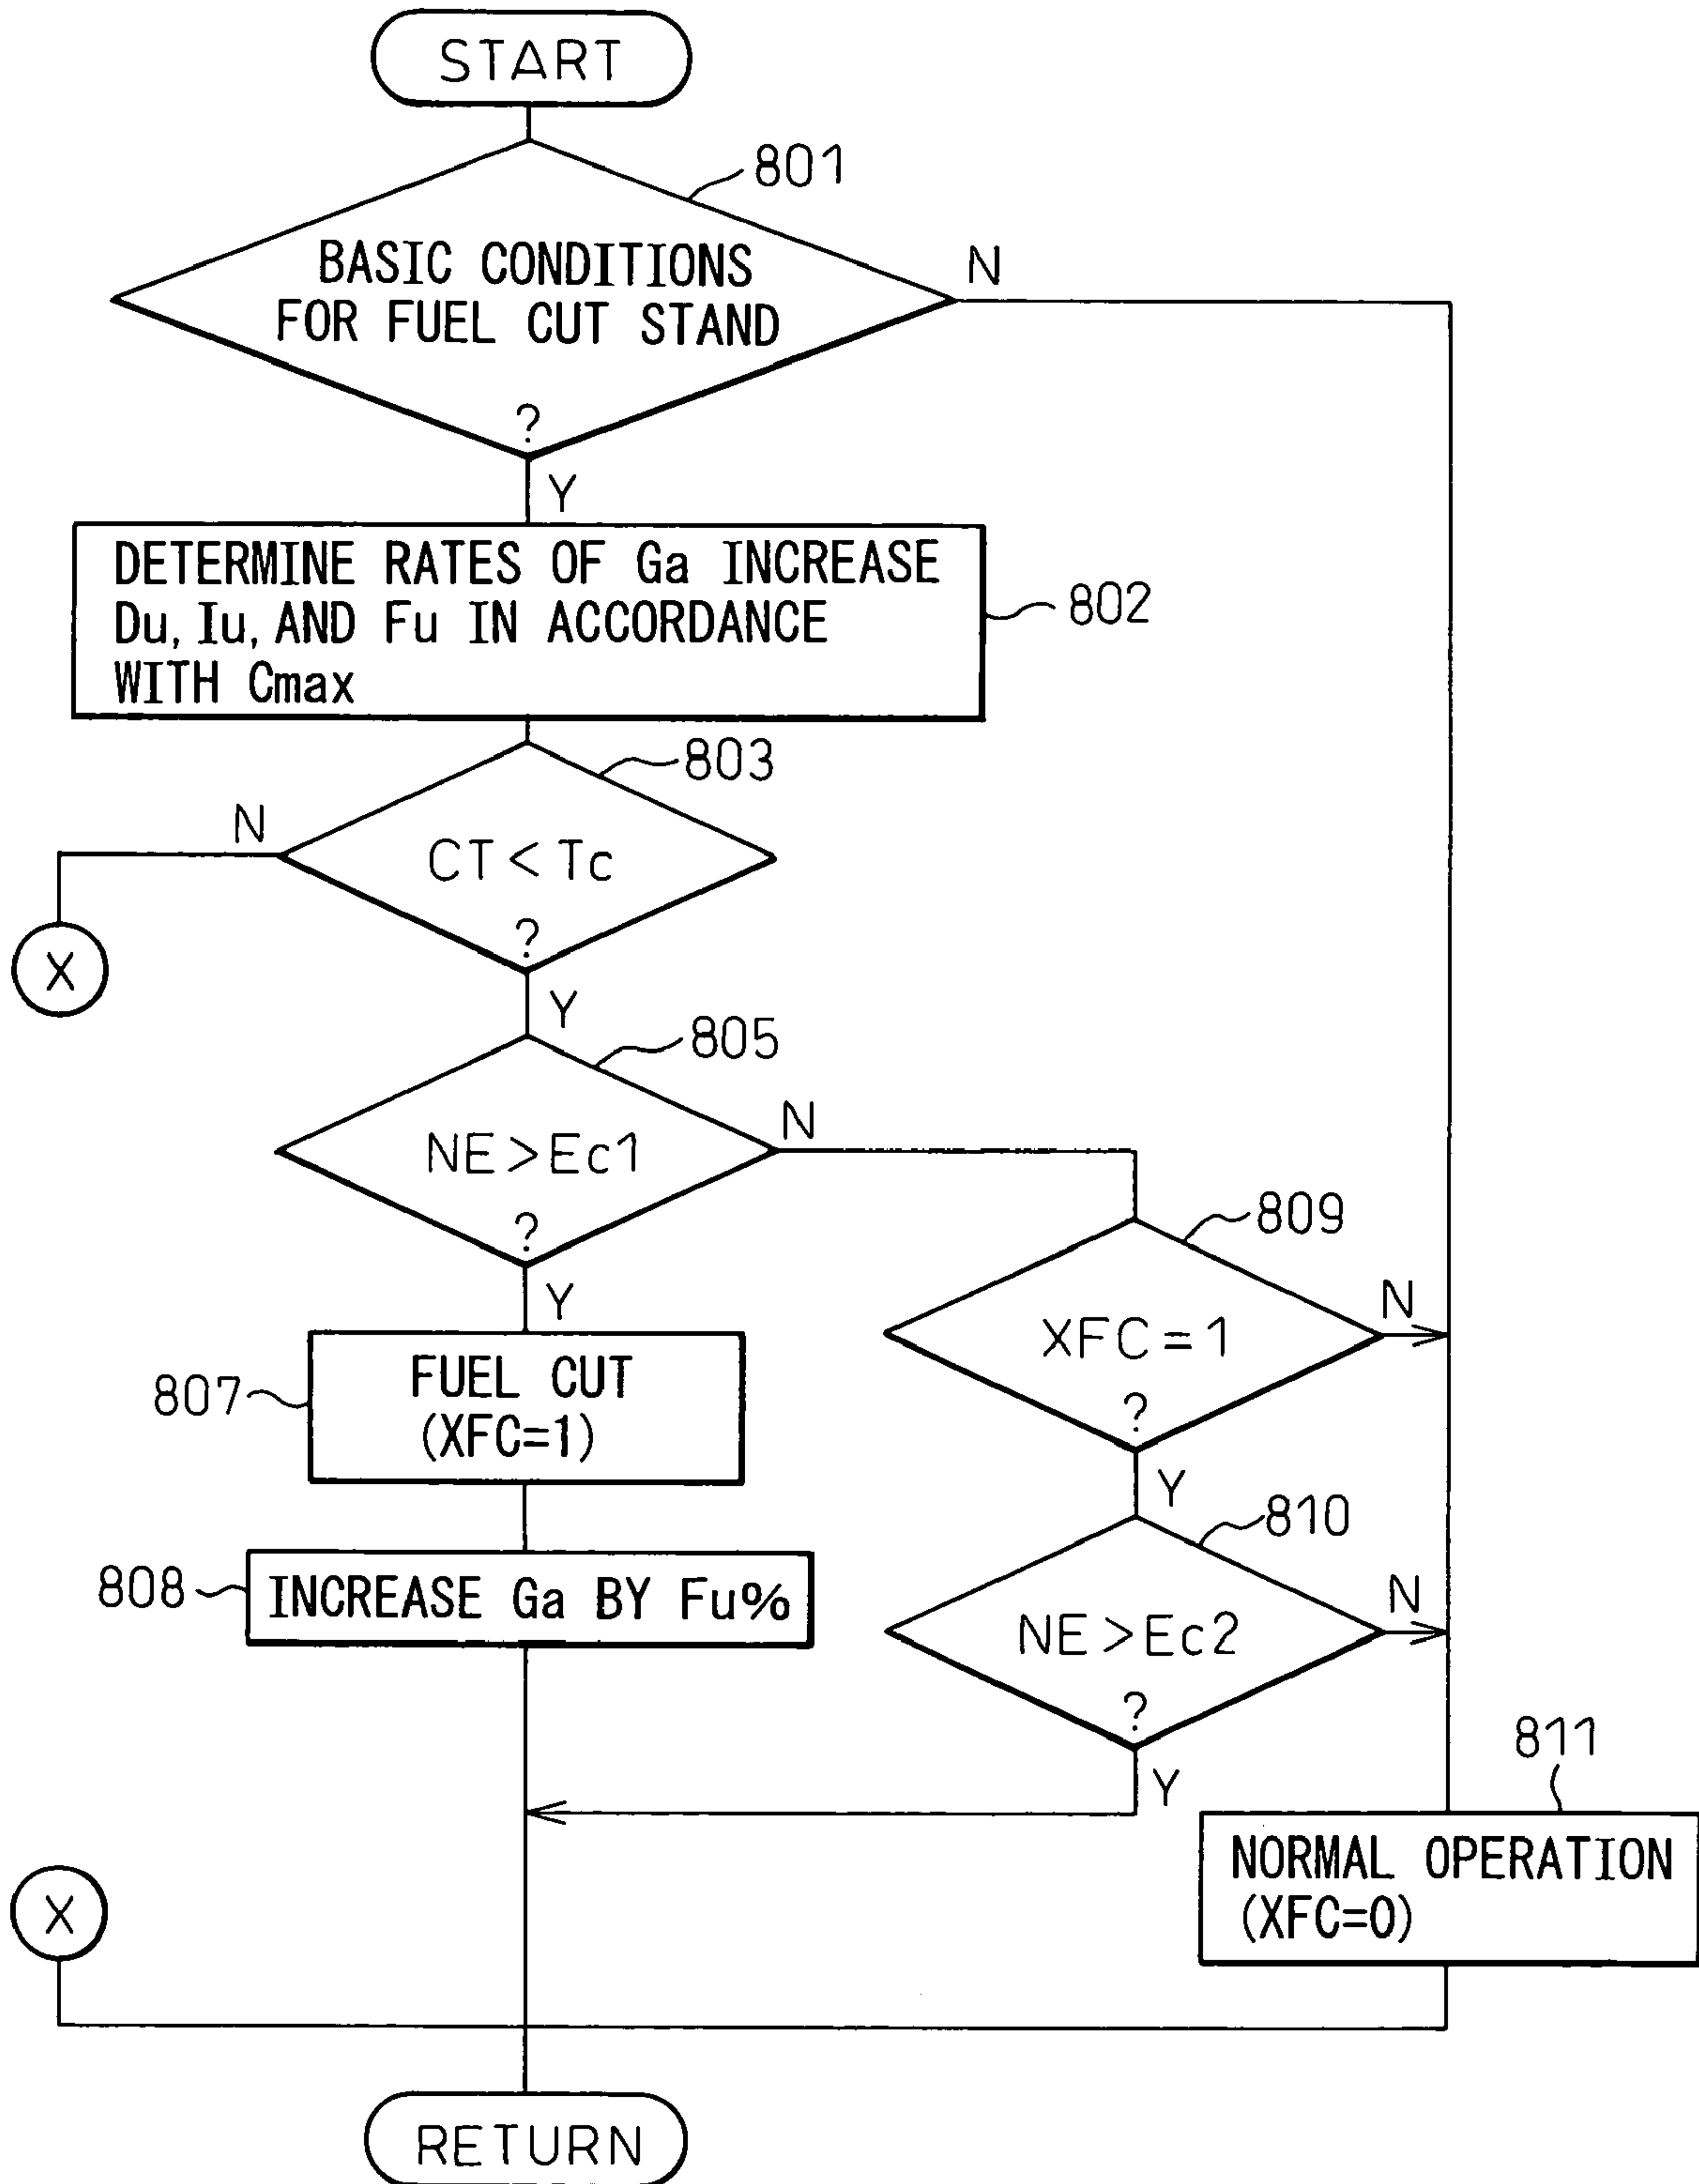 START
801
BASIC CONDITIONS
FOR FUEL CUT STAND
?
N
Y
DETERMINE RATES OF Ga INCREASE
Du, Iu, AND Fu IN ACCORDANCE
WITH Cmax
802
803
N
CT < Tc
?
X
Y
805
NE > Ec1
?
N
Y
809
XFC = 1
?
N
Y
807
FUEL CUT
(XFC=1)
810
NE > Ec2
?
N
Y
808
INCREASE Ga BY Fu%
811
NORMAL OPERATION
(XFC=0)
X
RETURN